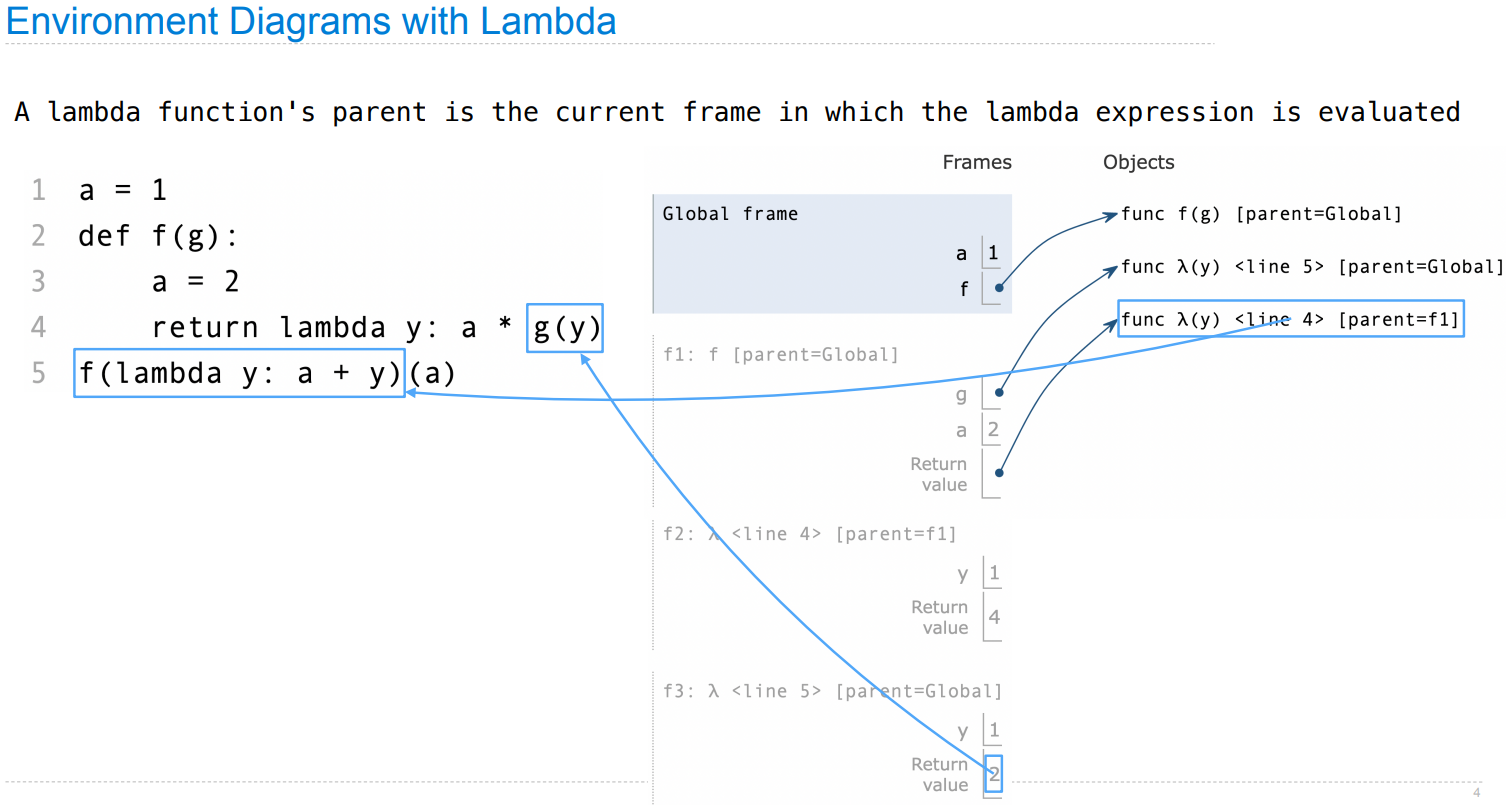 Environment Diagrams with Lambda
A lambda function's parent is the current frame in which the lambda expression is evaluated
1 a = 1
2 def f(g):
3     a = 2
4     return lambda y: a * g(y)
5 f(lambda y: a + y)(a)
Frames Objects
Global frame
a 1
f
func f(g) [parent=Global]
func λ(y) <line 5> [parent=Global]
func λ(y) <line 4> [parent=f1]
f1: f [parent=Global]
g
a 2
Return
value
f2: λ <line 4> [parent=f1]
y 1
Return
value 4
f3: λ <line 5> [parent=Global]
y 1
Return
value 2
4